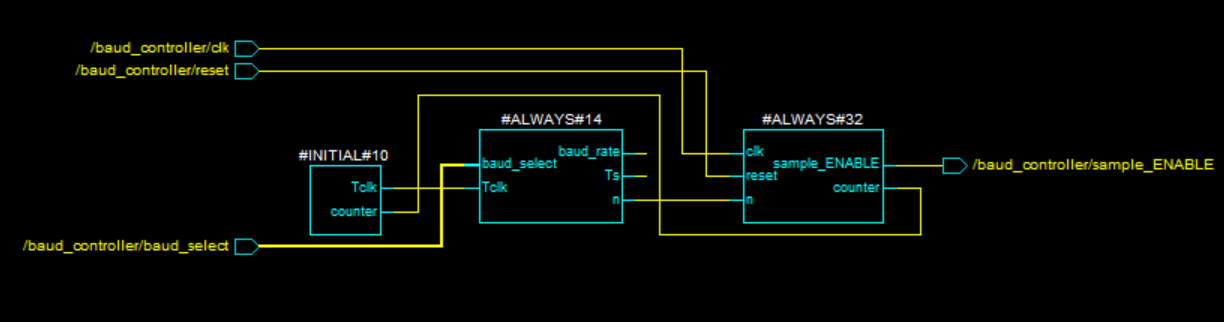 /baud_controller/clk
/baud_controller/reset
#INITIAL#10
Tclk
counter
#ALWAYS#14
baud_select
Tclk
baud_rate
Ts
n
#ALWAYS#32
clk
reset
n
sample_ENABLE
counter
/baud_controller/sample_ENABLE
/baud_controller/baud_select